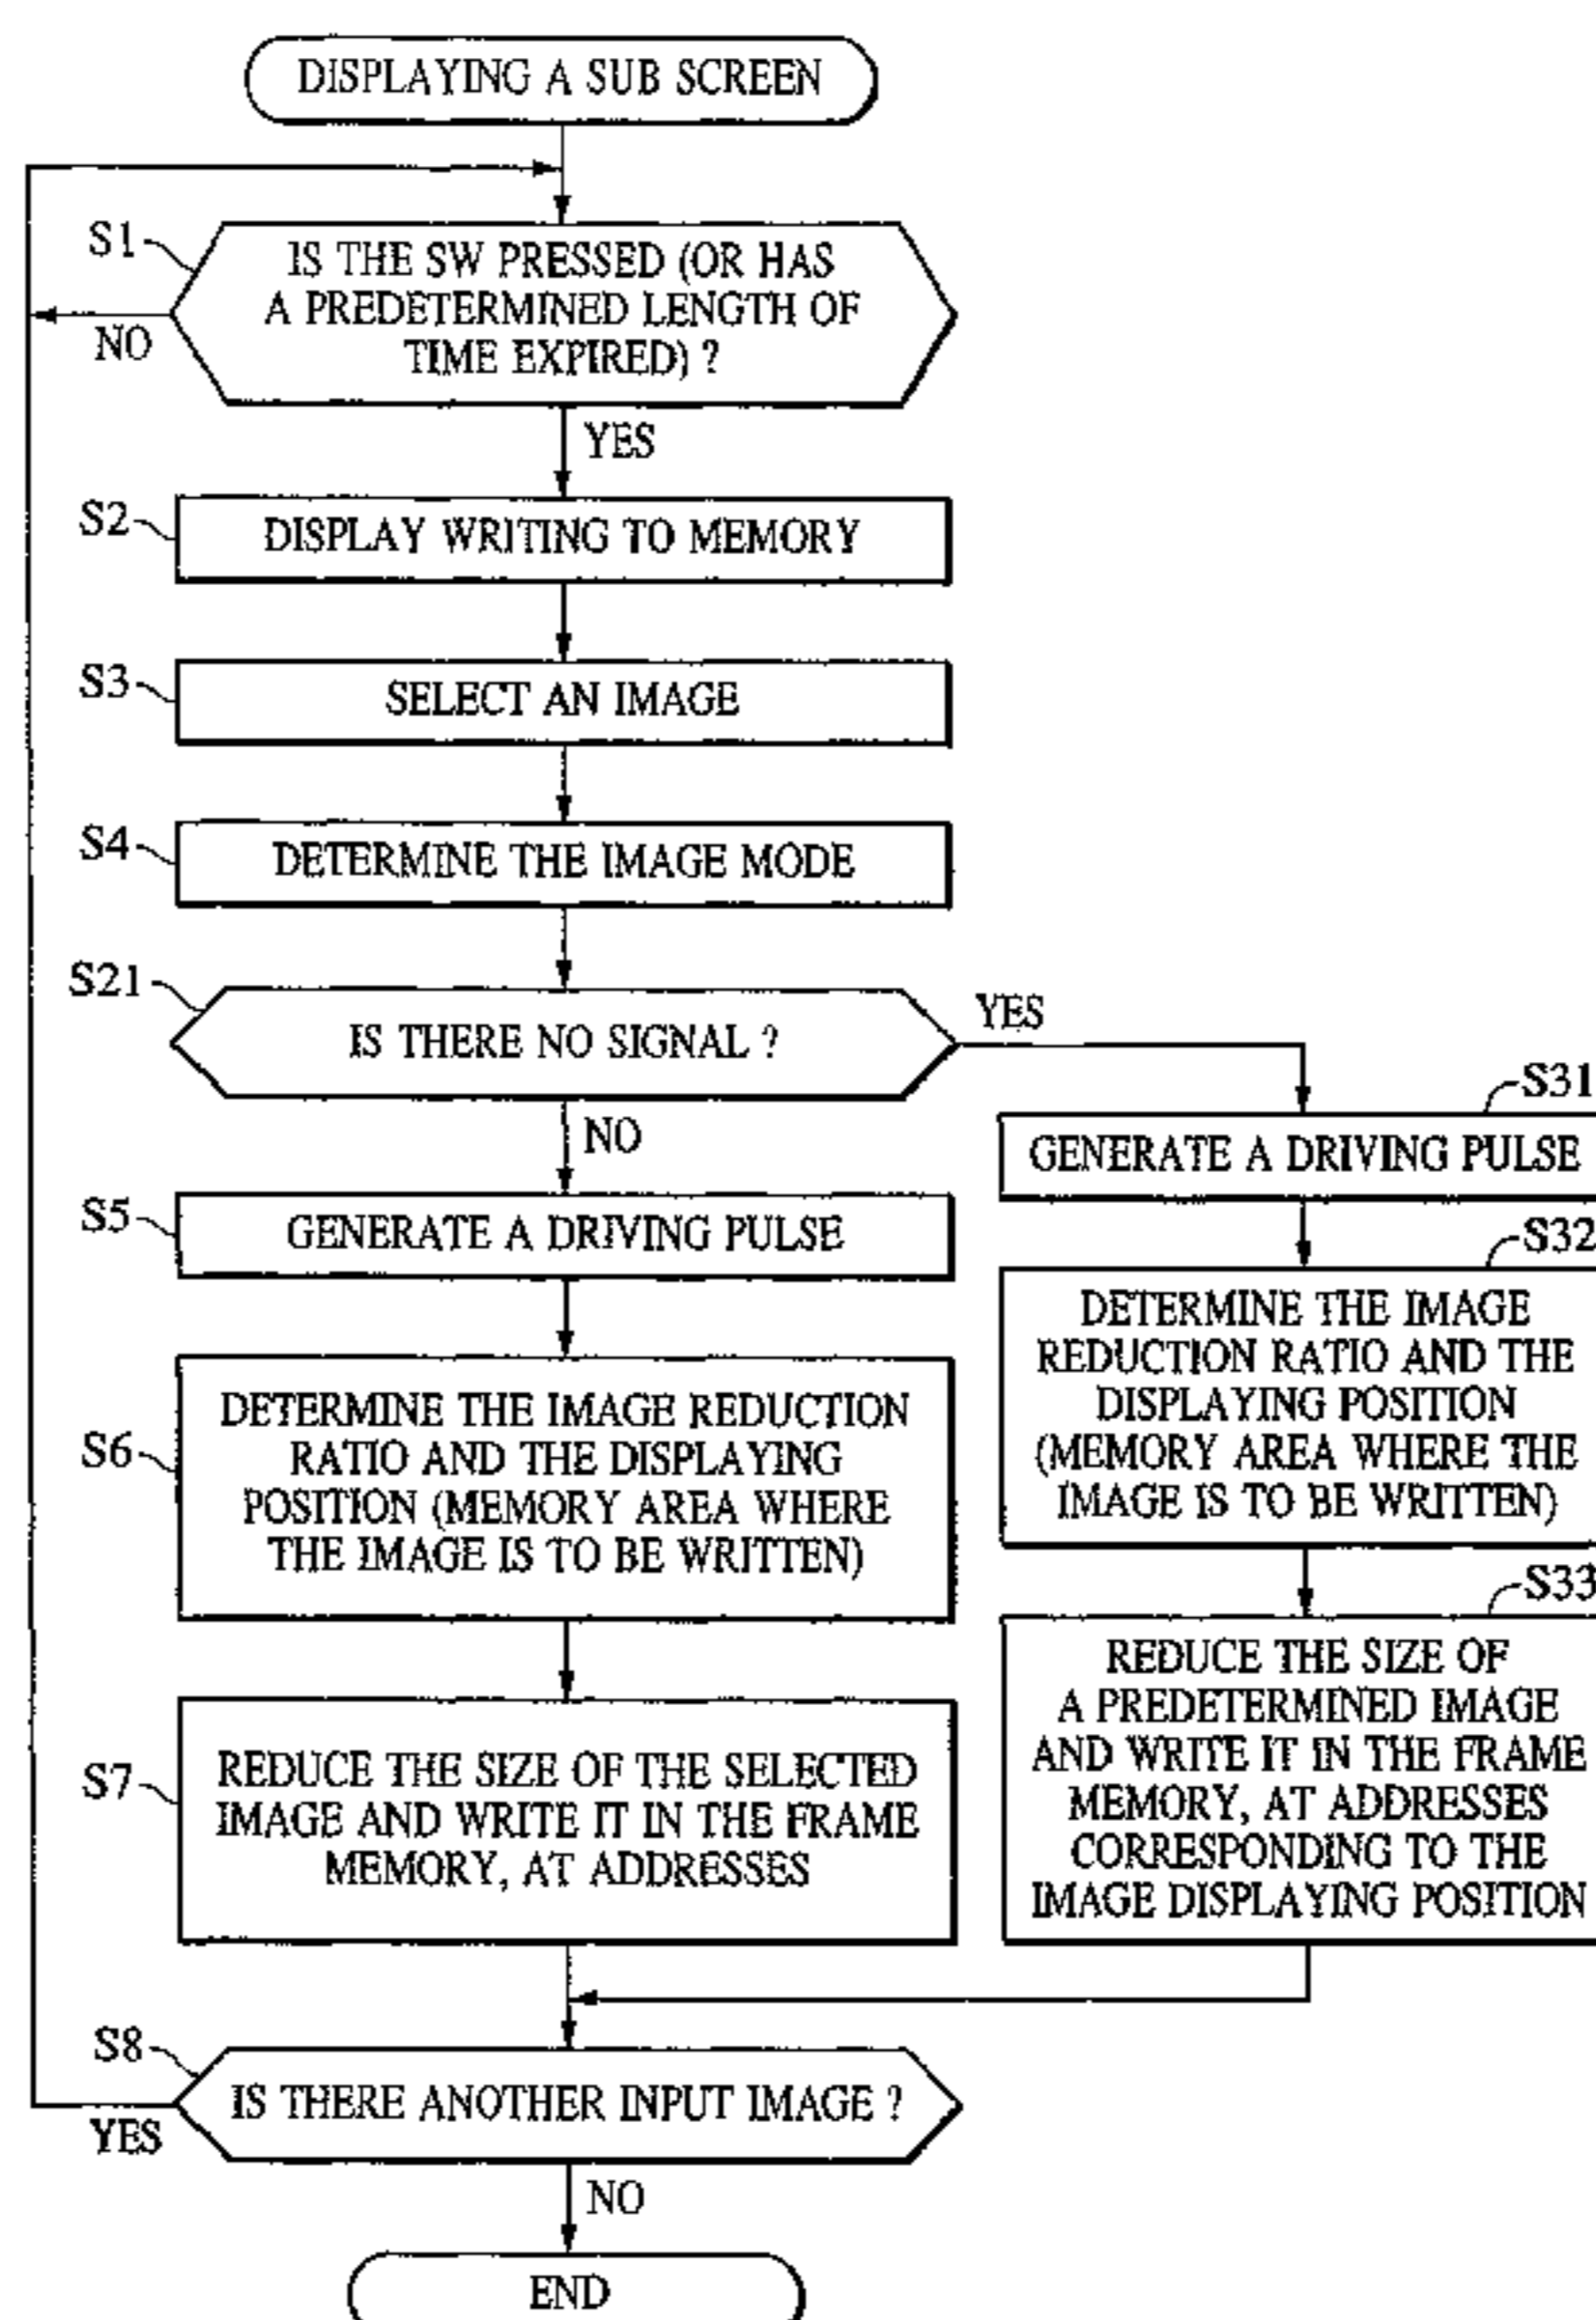 DISPLAYING A SUB SCREEN
S1
IS THE SW PRESSED (OR HAS
A PREDETERMINED LENGTH OF
TIME EXPIRED) ?
NO
YES
S2
DISPLAY WRITING TO MEMORY
S3
SELECT AN IMAGE
S4
DETERMINE THE IMAGE MODE
S21
IS THERE NO SIGNAL ?
YES
NO
S5
GENERATE A DRIVING PULSE
S6
DETERMINE THE IMAGE REDUCTION
RATIO AND THE DISPLAYING
POSITION (MEMORY AREA WHERE
THE IMAGE IS TO BE WRITTEN)
S7
REDUCE THE SIZE OF THE SELECTED
IMAGE AND WRITE IT IN THE FRAME
MEMORY, AT ADDRESSES
S31
GENERATE A DRIVING PULSE
S32
DETERMINE THE IMAGE
REDUCTION RATIO AND THE
DISPLAYING POSITION
(MEMORY AREA WHERE THE
IMAGE IS TO BE WRITTEN)
S33
REDUCE THE SIZE OF
A PREDETERMINED IMAGE
AND WRITE IT IN THE FRAME
MEMORY, AT ADDRESSES
CORRESPONDING TO THE
IMAGE DISPLAYING POSITION
S8
IS THERE ANOTHER INPUT IMAGE ?
YES
NO
END